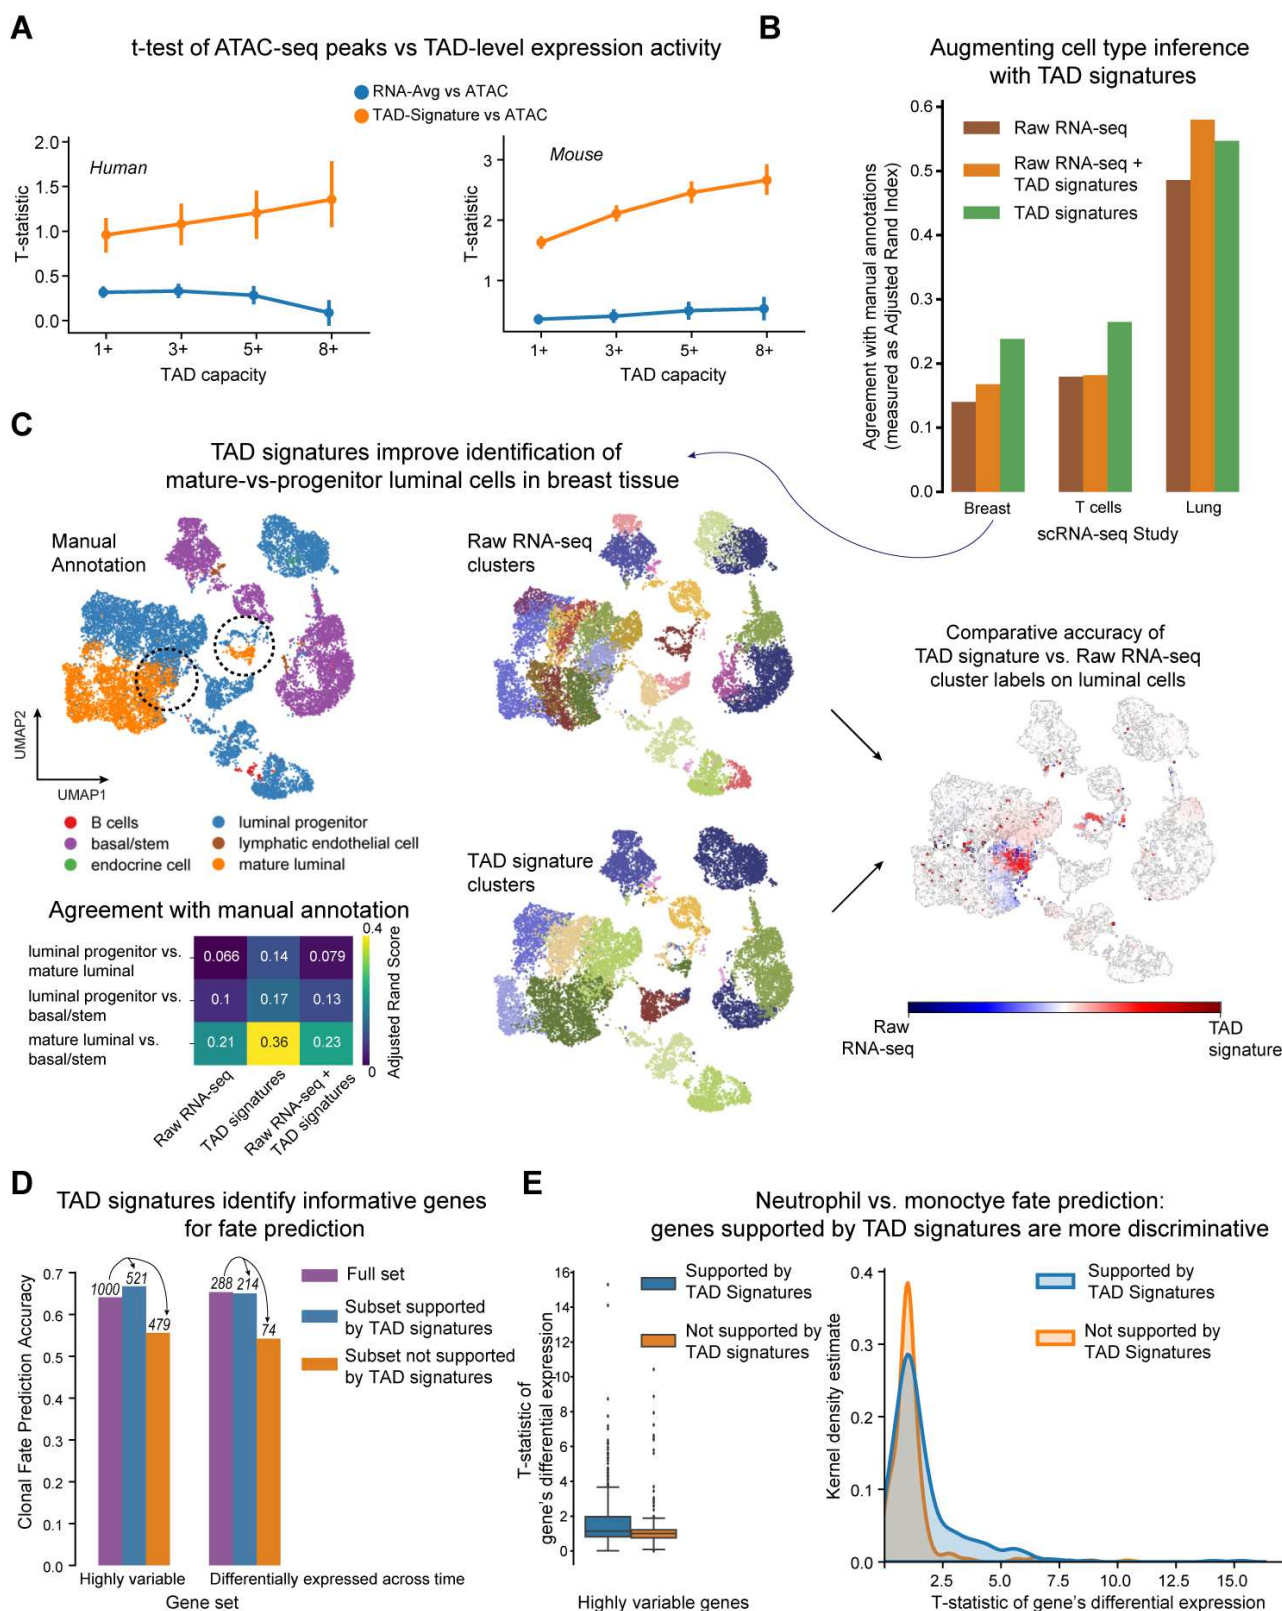 A
t-test of ATAC-seq peaks vs TAD-level expression activity
RNA-Avg vs ATAC
TAD-Signature vs ATAC
Human
T-statistic
2.0
1.5
1.0
0.5
0.0
1+
3+
5+
8+
TAD capacity
Mouse
T-statistic
3
2
1
1+
3+
5+
8+
TAD capacity
B
Augmenting cell type inference
with TAD signatures
Agreement with manual annotations
(measured as Adjusted Rand Index)
0.6
0.5
0.4
0.3
0.2
0.1
0.0
Raw RNA-seq
Raw RNA-seq +
TAD signatures
TAD signatures
Breast
T cells
Lung
scRNA-seq Study
C
TAD signatures improve identification of
mature-vs-progenitor luminal cells in breast tissue
Manual
Annotation
UMAP2
UMAP1
B cells
basal/stem
endocrine cell
luminal progenitor
lymphatic endothelial cell
mature luminal
Raw RNA-seq
clusters
TAD signature
clusters
Comparative accuracy of
TAD signature vs. Raw RNA-seq
cluster labels on luminal cells
Raw
RNA-seq
TAD
signature
Agreement with manual annotation
luminal progenitor vs.
mature luminal
0.066
0.14
0.079
luminal progenitor vs.
basal/stem
0.1
0.17
0.13
mature luminal vs.
basal/stem
0.21
0.36
0.23
Raw RNA-seq
TAD signatures
Raw RNA-seq +
TAD signatures
0.4
0
Adjusted Rand Score
D
TAD signatures identify informative genes
for fate prediction
Clonal Fate Prediction Accuracy
0.7
0.6
0.5
0.4
0.3
0.2
0.1
0.0
1000
521
479
288
214
74
Full set
Subset supported
by TAD signatures
Subset not supported
by TAD signatures
Highly variable
Differentially expressed across time
Gene set
E
Neutrophil vs. monoctye fate prediction:
genes supported by TAD signatures are more discriminative
T-statistic of
gene's differential expression
16
14
12
10
8
6
4
2
0
Supported by
TAD Signatures
Not supported by
TAD signatures
Highly variable genes
Kernel density estimate
0.4
0.3
0.2
0.1
0.0
Supported by
TAD Signatures
Not supported by
TAD Signatures
2.5
5.0
7.5
10.0
12.5
15.0
T-statistic of gene's differential expression